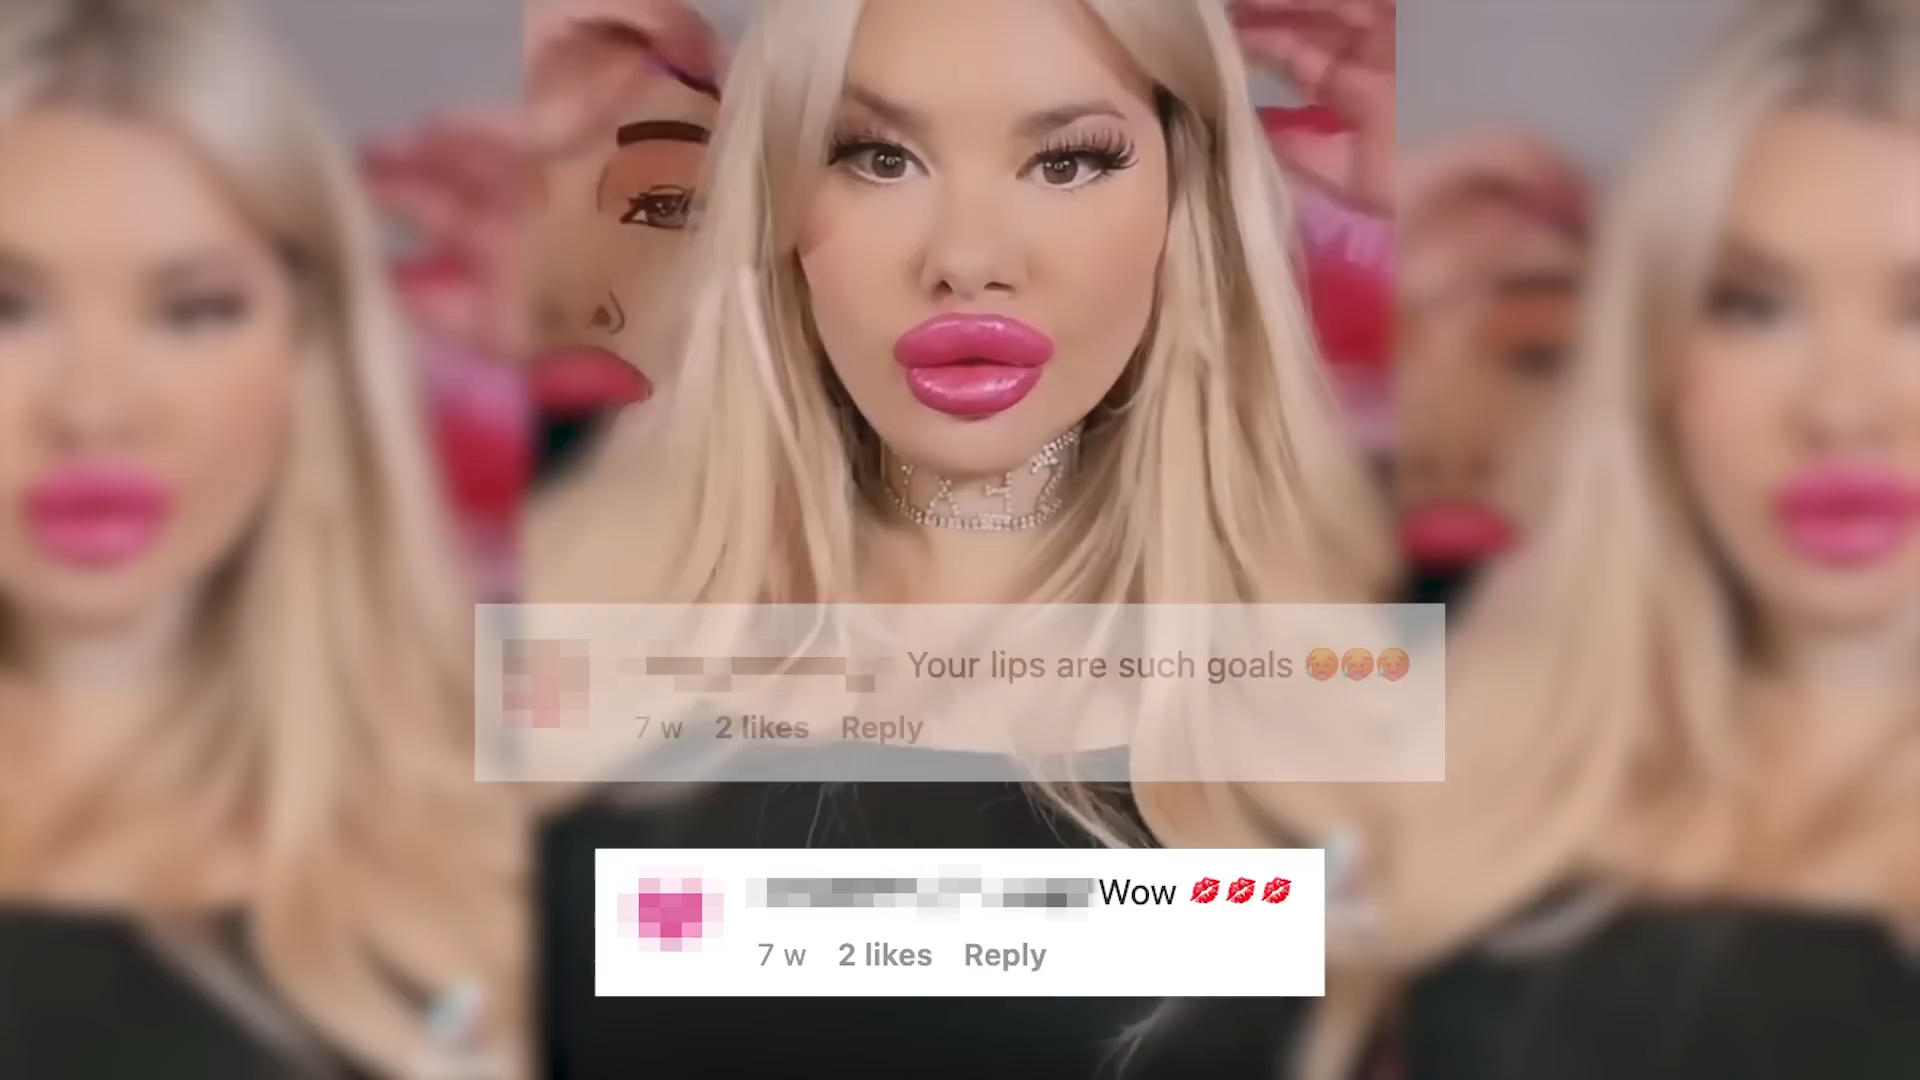 Your lips are such goals 🥵🥵🥵
7 w 2 likes Reply
Wow 💋💋💋
7 w 2 likes Reply